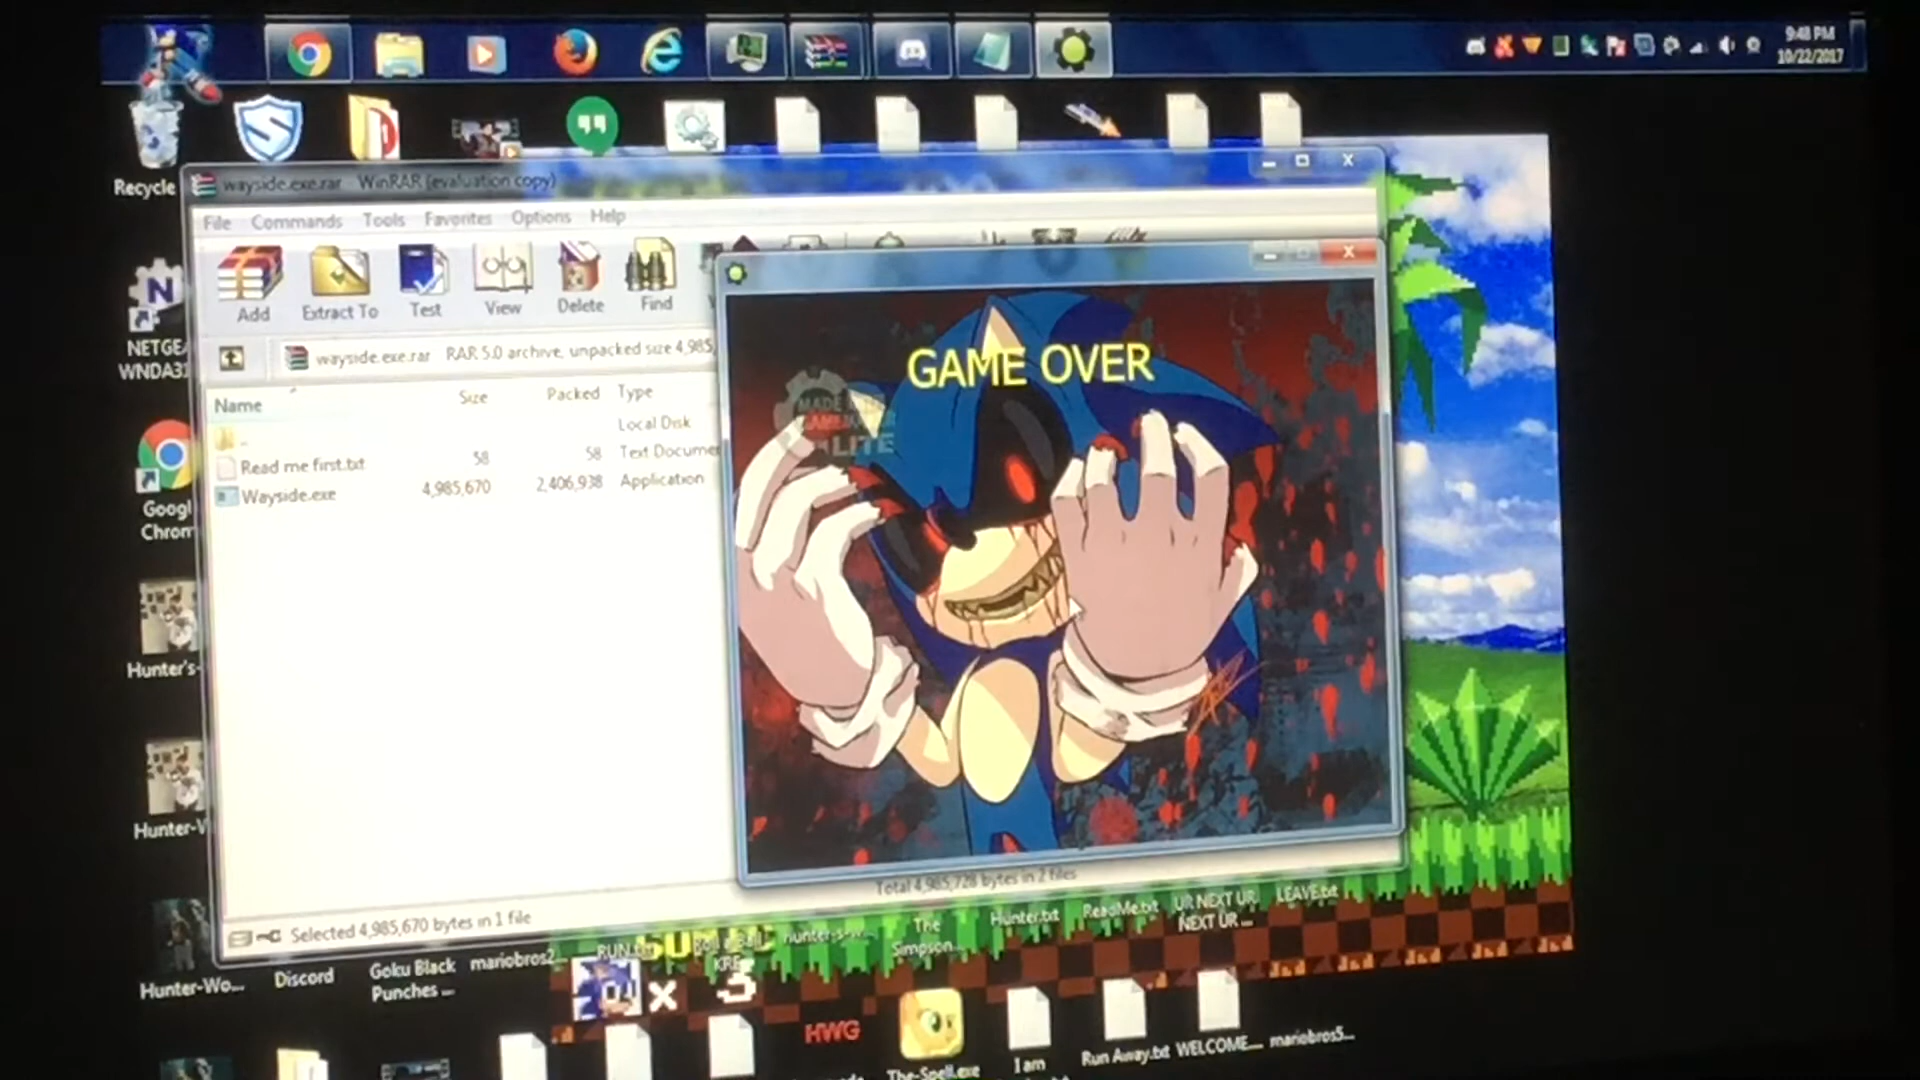 9:48 PM
10/22/2017
Recycle
wayside.exe.rar WinRAR (evaluation copy)
File Commands Tools Favorites Options Help
Add Extract To Test View Delete Find
wayside.exe.rar RAR 5.0 archive, unpacked size 4,985,
Name Size Packed Type
..
Local Disk
Read me first.txt 58 58 Text Docume
Wayside.exe 4,985,670 2,406,938 Application
GAME OVER
MADE
LITE
NETGE
WNDA31
Googl
Chrom
Hunter's-
Hunter-W
Total 4,985,728 bytes in 2 files
Selected 4,985,670 bytes in 1 file
Hunter-Wo...
Discord
Goku Black
Punches ...
mariobros2...
The
Simpson...
Hunter.txt
ReadMe.txt
UR NEXT UR
NEXT UR ...
LEAVE.txt
x 3
HWG
The-Spell.exe
I am
Run Away.txt
WELCOME....
mariobros5...